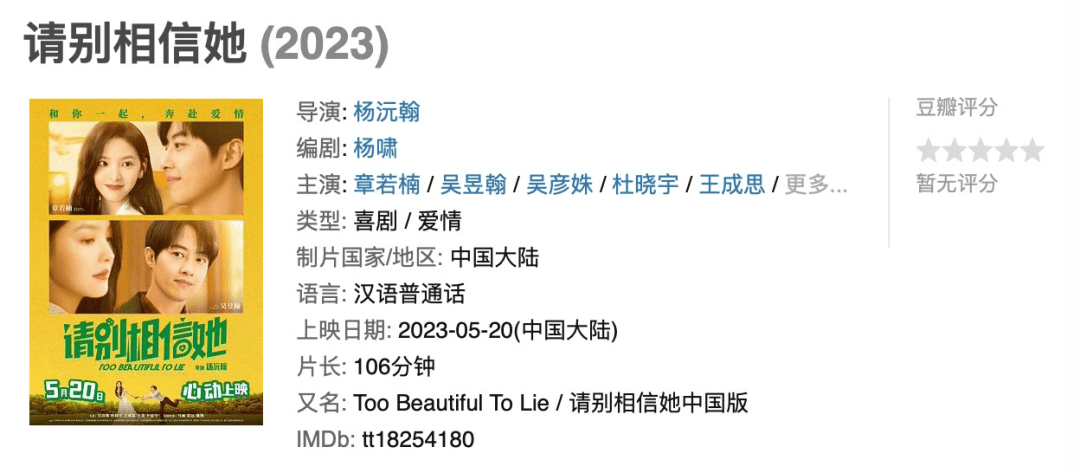 请别相信她 (2023)
和你一起，奔赴爱情
章若楠
吴昱翰
请别相信她
TOO BEAUTIFUL TO LIE
导演 杨沅翰
5月20日 心动上映
导演: 杨沅翰
编剧: 杨啸
主演: 章若楠 / 吴昱翰 / 吴彦姝 / 杜晓宇 / 王成思 / 更多...
类型: 喜剧 / 爱情
制片国家/地区: 中国大陆
语言: 汉语普通话
上映日期: 2023-05-20(中国大陆)
片长: 106分钟
又名: Too Beautiful To Lie / 请别相信她中国版
IMDb: tt18254180
豆瓣评分
暂无评分